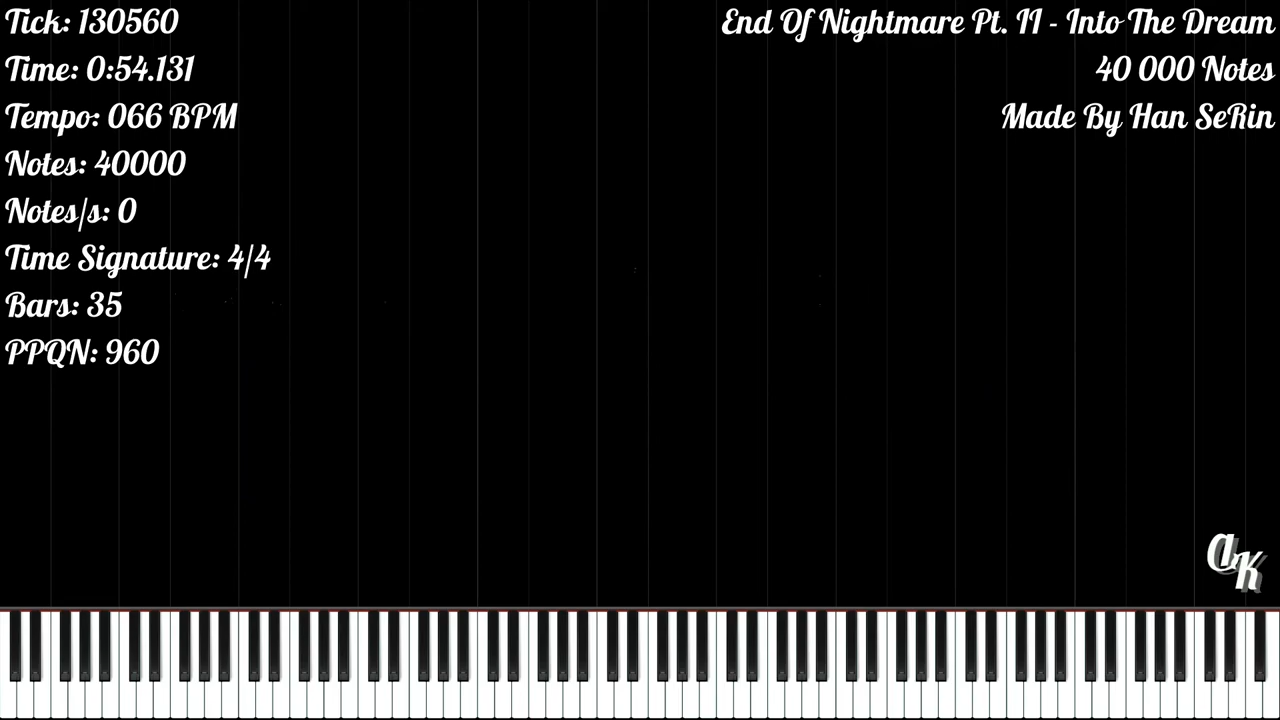 Tick: 130560
Time: 0:54.131
Tempo: 066 BPM
Notes: 40000
Notes/s: 0
Time Signature: 4/4
Bars: 35
PPQN: 960
End Of Nightmare Pt. II - Into The Dream
40 000 Notes
Made By Han SeRin
aK